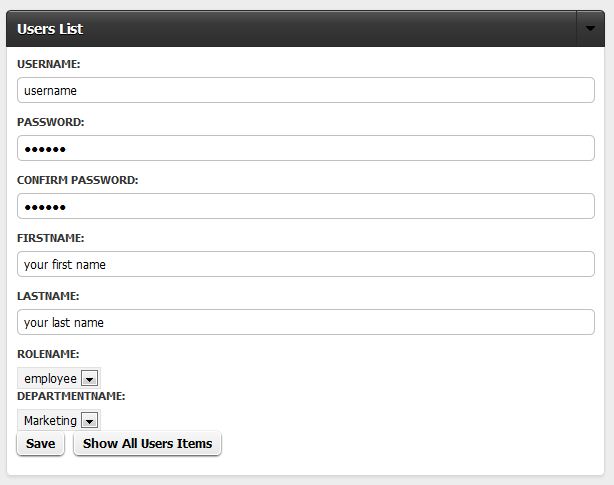 Users List
USERNAME:
username
PASSWORD:
••••••
CONFIRM PASSWORD:
••••••
FIRSTNAME:
your first name
LASTNAME:
your last name
ROLENAME:
employee
DEPARTMENTNAME:
Marketing
Save Show All Users Items